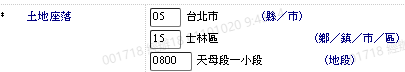 * 土地座落 05 台北市 (縣／市)
15 士林區 (鄉／鎮／市／區)
0800 天母段一小段 (地段)